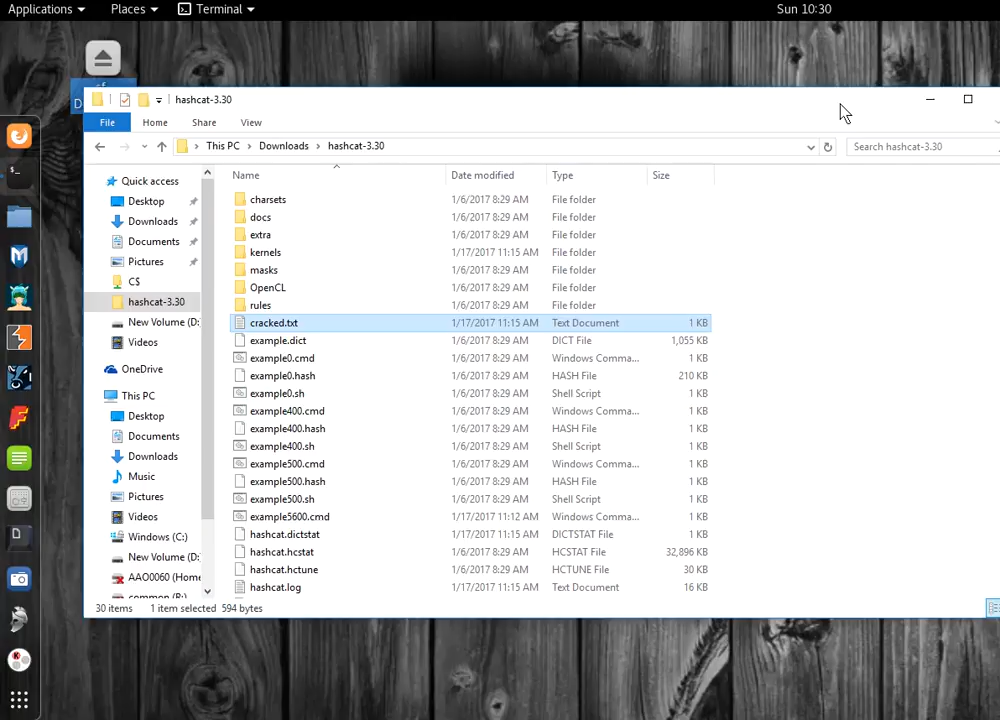 Applications Places Terminal Sun 10:30
hashcat-3.30
File Home Share View
This PC Downloads hashcat-3.30 Search hashcat-3.30
Name Date modified Type Size
Quick access
Desktop
Downloads
Documents
Pictures
C$
hashcat-3.30
New Volume (D:
Videos
OneDrive
This PC
Desktop
Documents
Downloads
Music
Pictures
Videos
Windows (C:)
New Volume (D:
AAO0060 (Home
common (R:)
charsets 1/6/2017 8:29 AM File folder
docs 1/6/2017 8:29 AM File folder
extra 1/6/2017 8:29 AM File folder
kernels 1/17/2017 11:15 AM File folder
masks 1/6/2017 8:29 AM File folder
OpenCL 1/6/2017 8:29 AM File folder
rules 1/6/2017 8:29 AM File folder
cracked.txt 1/17/2017 11:15 AM Text Document 1 KB
example.dict 1/6/2017 8:29 AM DICT File 1,055 KB
example0.cmd 1/6/2017 8:29 AM Windows Comma... 1 KB
example0.hash 1/6/2017 8:29 AM HASH File 210 KB
example0.sh 1/6/2017 8:29 AM Shell Script 1 KB
example400.cmd 1/6/2017 8:29 AM Windows Comma... 1 KB
example400.hash 1/6/2017 8:29 AM HASH File 1 KB
example400.sh 1/6/2017 8:29 AM Shell Script 1 KB
example500.cmd 1/6/2017 8:29 AM Windows Comma... 1 KB
example500.hash 1/6/2017 8:29 AM HASH File 1 KB
example500.sh 1/6/2017 8:29 AM Shell Script 1 KB
example5600.cmd 1/17/2017 11:12 AM Windows Comma... 1 KB
hashcat.dictstat 1/17/2017 11:15 AM DICTSTAT File 1 KB
hashcat.hcstat 1/6/2017 8:29 AM HCSTAT File 32,896 KB
hashcat.hctune 1/6/2017 8:29 AM HCTUNE File 30 KB
hashcat.log 1/17/2017 11:15 AM Text Document 16 KB
30 items 1 item selected 594 bytes